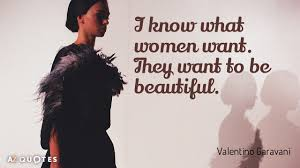 I know what
women want.
They want to be
beautiful.
Valentino Garavani
AZ QUOTES